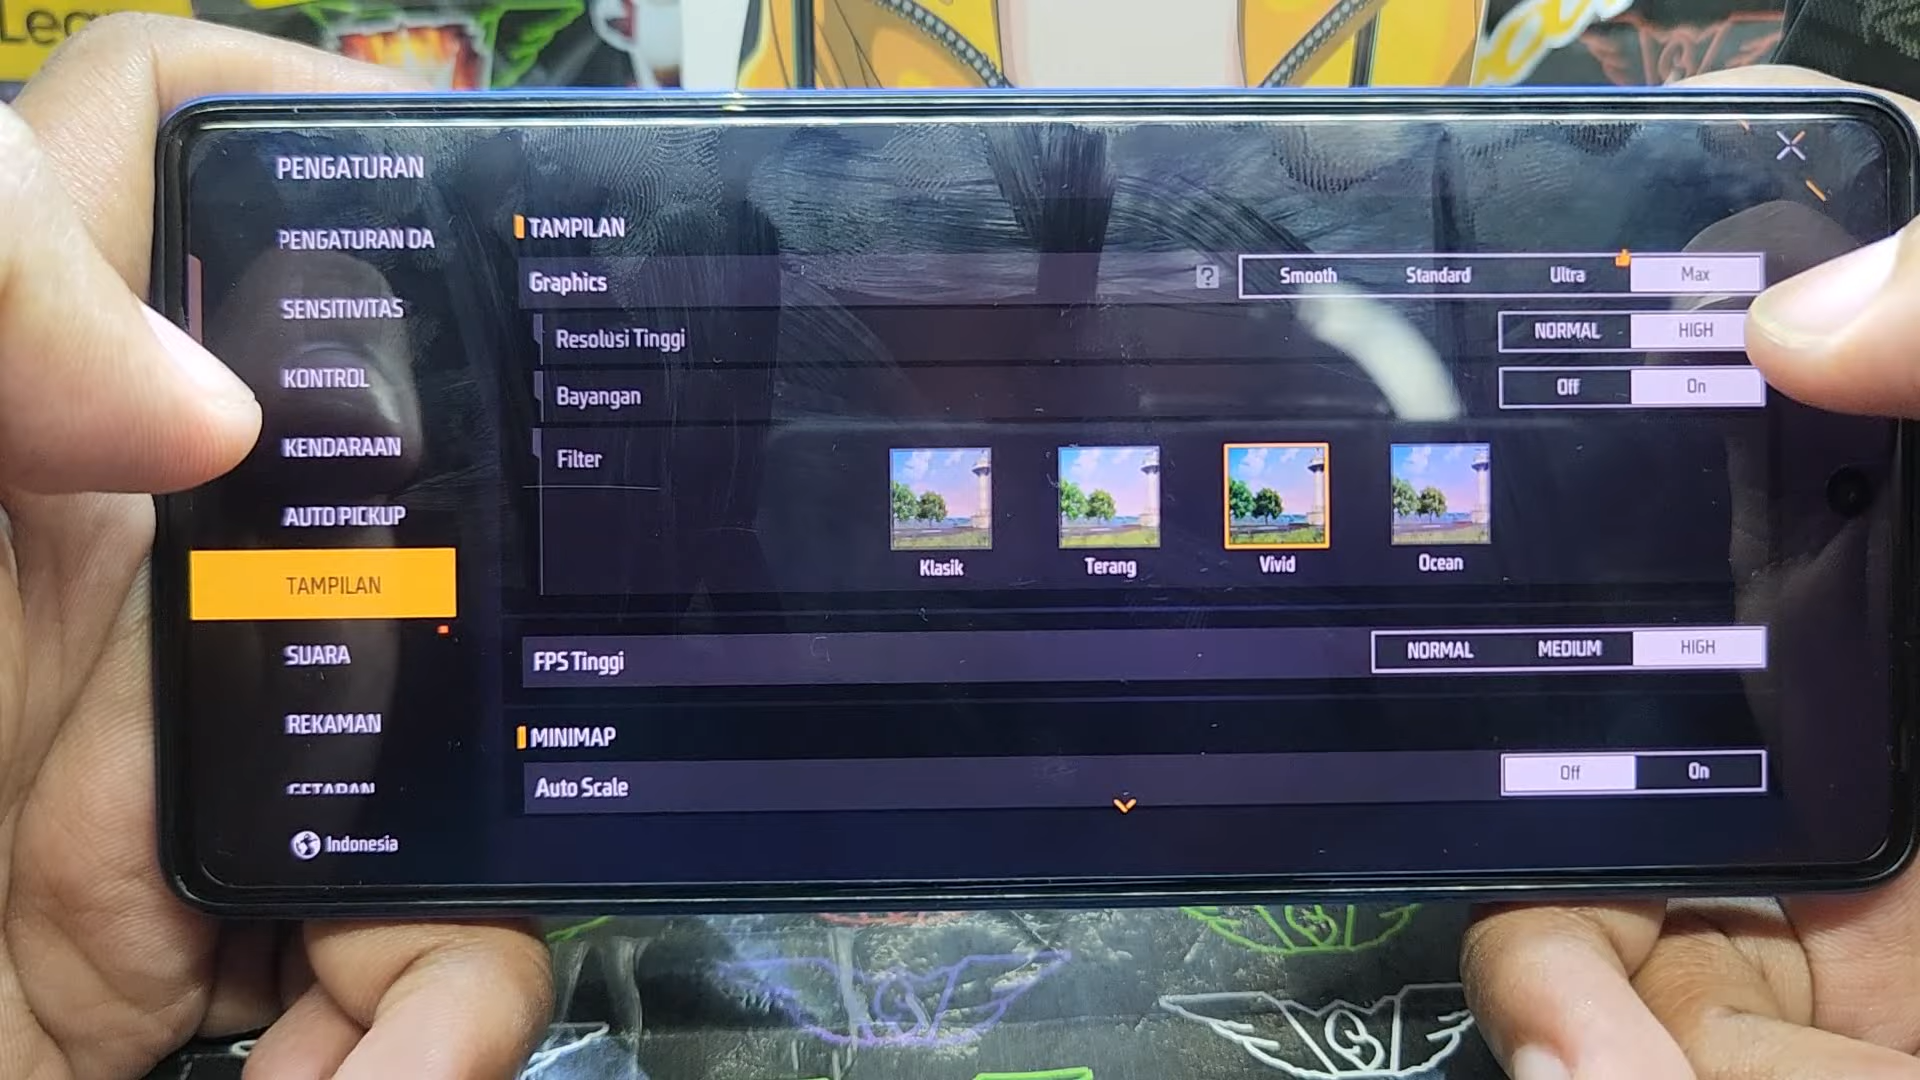 Leg
PENGATURAN
PENGATURAN DA
SENSITIVITAS
KONTROL
KENDARAAN
AUTO PICKUP
TAMPILAN
SUARA
REKAMAN
GETARAN
Indonesia
TAMPILAN
Graphics
?
Smooth Standard Ultra Max
Resolusi Tinggi
NORMAL HIGH
Bayangan
Off On
Filter
Klasik Terang Vivid Ocean
FPS Tinggi
NORMAL MEDIUM HIGH
MINIMAP
Auto Scale
Off On